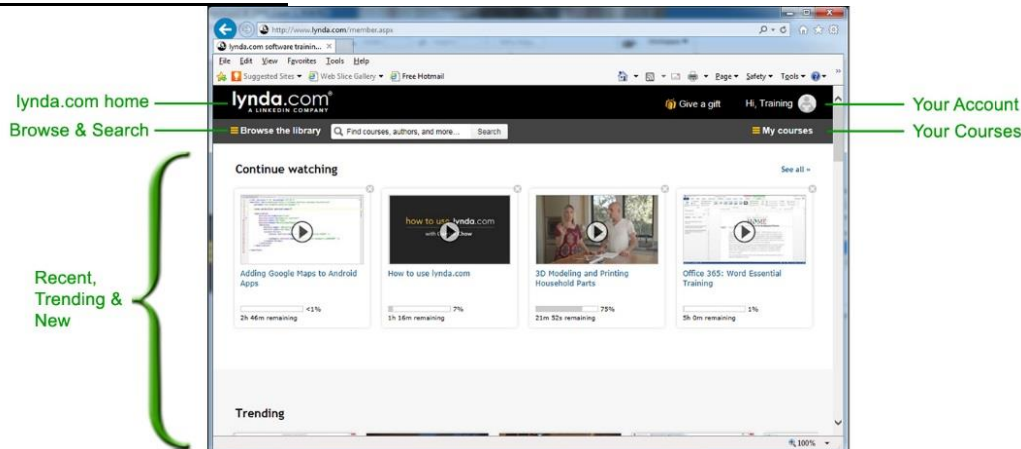 http://www.lynda.com/member.aspx
lynda.com software trainin...
File Edit View Favorites Tools Help
Suggested Sites Web Slice Gallery Free Hotmail
Page Safety Tools
lynda.com home
lynda.com®
A LINKEDIN COMPANY
Give a gift
Hi, Training
Your Account
Browse & Search
Browse the library
Find courses, authors, and more...
Search
My courses
Your Courses
Continue watching
See all »
how to use lynda.com
Adding Google Maps to Android
Apps
<1%
2h 46m remaining
How to use lynda.com
7%
1h 16m remaining
3D Modeling and Printing
Household Parts
75%
21m 52s remaining
Office 365: Word Essential
Training
1%
5h 0m remaining
Recent,
Trending &
New
Trending
100%